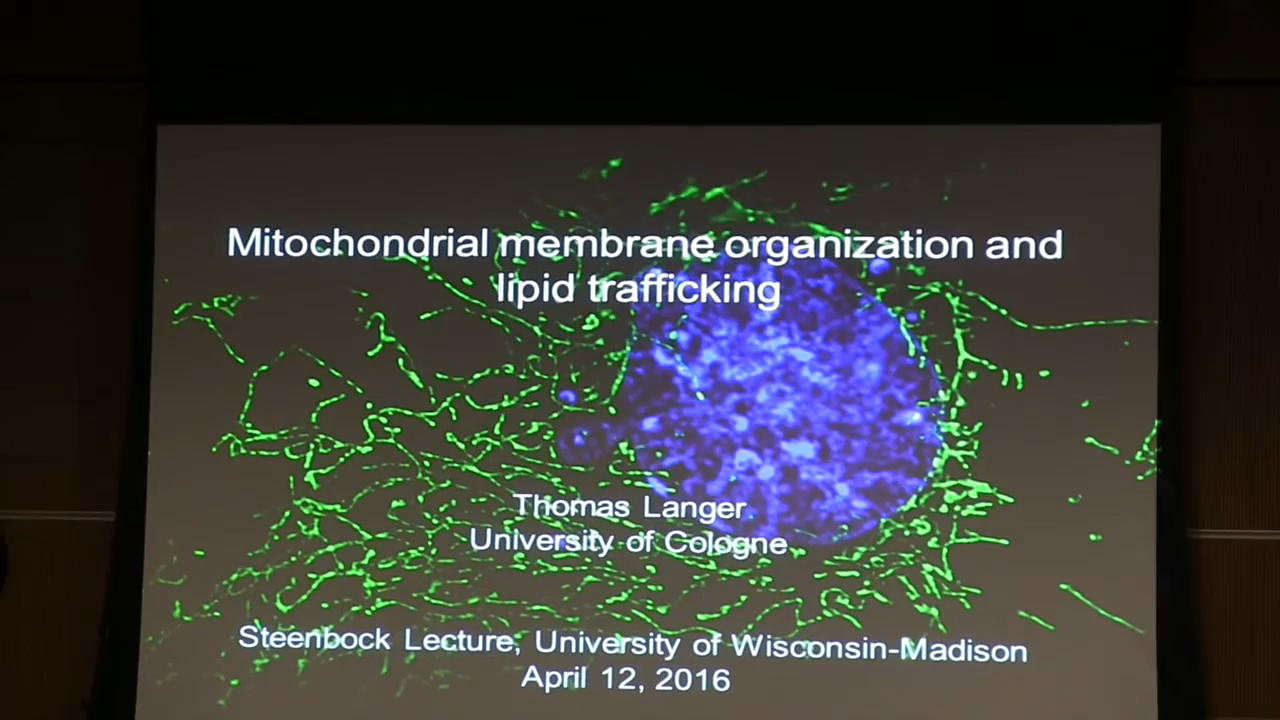 Mitochondrial membrane organization and
lipid trafficking
Thomas Langer
University of Cologne
Steenbock Lecture, University of Wisconsin-Madison
April 12, 2016